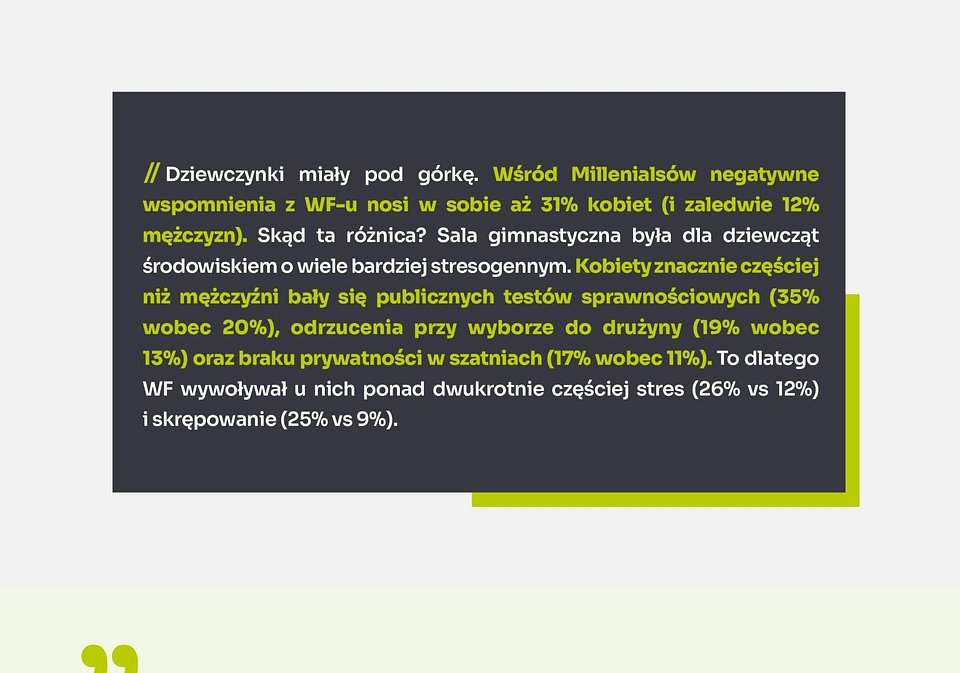 // Dziewczynki miały pod górkę. Wśród Millenialsów negatywne
wspomnienia z WF-u nosi w sobie aż 31% kobiet (i zaledwie 12%
mężczyzn). Skąd ta różnica? Sala gimnastyczna była dla dziewcząt
środowiskiem o wiele bardziej stresogennym. Kobiety znacznie częściej
niż mężczyźni bały się publicznych testów sprawnościowych (35%
wobec 20%), odrzucenia przy wyborze do drużyny (19% wobec
13%) oraz braku prywatności w szatniach (17% wobec 11%). To dlatego
WF wywoływał u nich ponad dwukrotnie częściej stres (26% vs 12%)
i skrępowanie (25% vs 9%).
”